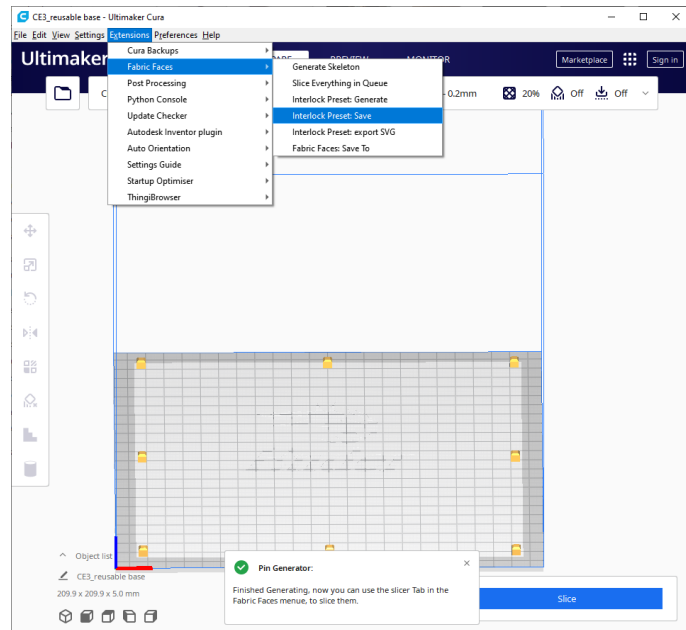 CE3_reusable base - Ultimaker Cura
File Edit View Settings Extensions Preferences Help
Ultimaker
PREVIEW
MONITOR
Marketplace
Sign in
Cura Backups
Fabric Faces
Post Processing
Python Console
Update Checker
Autodesk Inventor plugin
Auto Orientation
Settings Guide
Startup Optimiser
ThingiBrowser
Generate Skeleton
Slice Everything in Queue
Interlock Preset: Generate
Interlock Preset: Save
Interlock Preset: export SVG
Fabric Faces: Save To
C
- 0.2mm
20%
Off
Off
Object list
CE3_reusable base
209.9 x 209.9 x 5.0 mm
Pin Generator:
Finished Generating, now you can use the slicer Tab in the
Fabric Faces menue, to slice them.
Slice